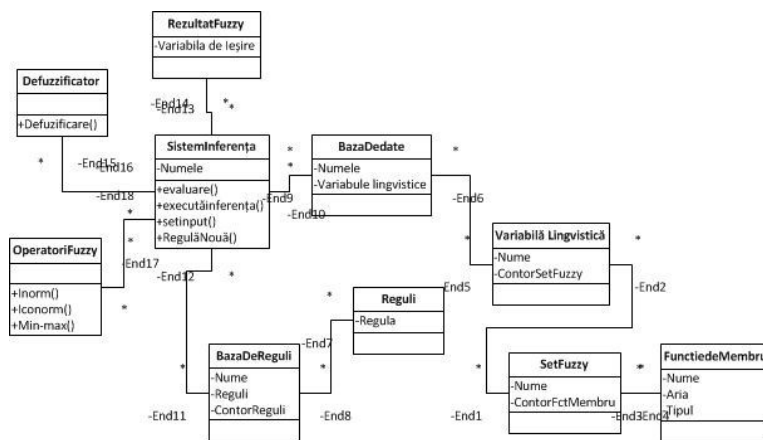 RezultatFuzzy
-Variabila de Ieșire
-End14
*
-End13
*
Defuzzificator
+Defuzificare()
-End15
*
-End16
*
-End18
*
SistemInferența
-Numele
+evaluare()
+executăinferența()
+setinput()
+RegulăNouă()
*
*
-End9
-End10
BazaDedate
-Numele
-Variabule lingvistice
*
-End6
OperatoriFuzzy
+Inorm()
+Iconorm()
+Min-max()
-End17
*
*
-End12
*
Variabilă Lingvistică
-Nume
-ContorSetFuzzy
*
-End5
*
-End2
Reguli
-Regula
*
-End7
BazaDeReguli
-Nume
-Reguli
-ContorReguli
*
-End11
*
-End8
SetFuzzy
-Nume
-ContorFctMembru
*
-End1
*
-End3
-End4
FunctiedeMembru
-Nume
-Aria
-Tipul